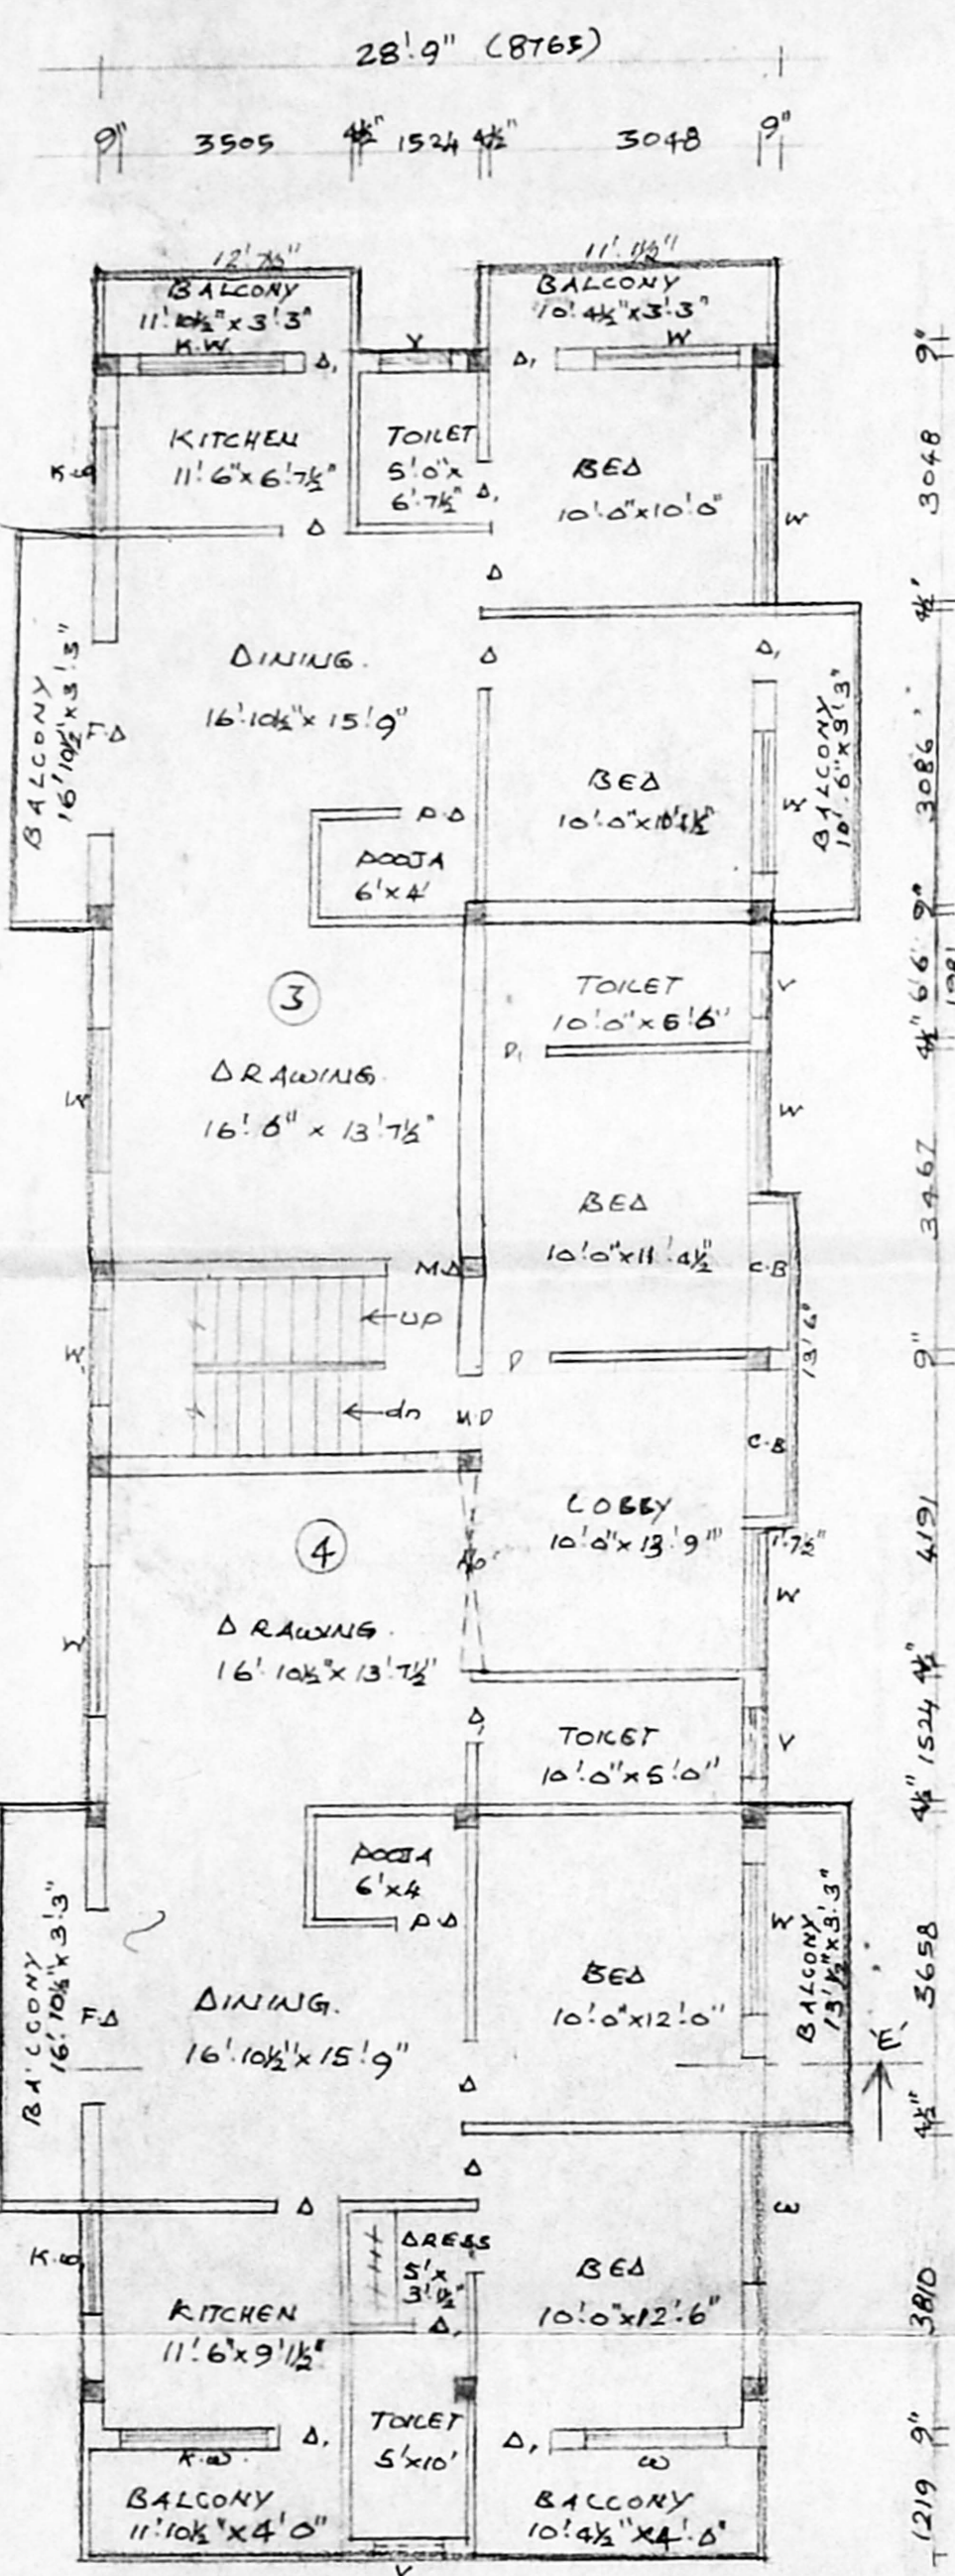 28'.9" (8765)
9" 3505 4½" 1524 4½" 3048 9"
12' 7½"
11'. 1½"
BALCONY
11'.10½" x 3'.3"
K.W.
BALCONY
10'.4½" x 3'.3"
W
V
D, D,
KITCHEN
11'.6" x 6'.7½"
TOILET
5'.0" x
6'.7½" D,
BED
10'.0" x 10'.0"
W
D
D
DINING.
16'.10½" x 15'.9"
D
D,
BALCONY
16'.10½" x 3'.3"
F.D
BED
10'.0" x 10'.1½"
W
BALCONY
10'.6" x 3'.3"
P.D
POOJA
6' x 4'
3
TOILET
10'.0" x 6'.6"
V
D,
DRAWING.
16'.6" x 13'.7½"
W
W
BED
10'.0" x 11'.4½"
C.B
M.D
up
W
D
13'.6"
dn
M.D
C.B
LOBBY
10'.0" x 13'.9"
1'.7½"
4
W
DRAWING.
16'.10½" x 13'.7½"
W
D,
TOILET
10'.0" x 5'.0"
V
POOJA
6' x 4
P.D
BALCONY
16'.10½" x 3'.3"
F.D
DINING.
16'.10½" x 15'.9"
BED
10'.0" x 12'.0"
W
BALCONY
13'.1½" x 3'.3"
'E'
D
D
D
W
K.W
DRESS
5' x
3'.1½"
D,
BED
10'.0" x 12'.6"
KITCHEN
11'.6" x 9'.1½"
TOILET
5' x 10'
D,
D,
K.W.
W
BALCONY
11'.10½" x 4'.0"
BALCONY
10'.4½" x 4'.0"
V
9"
3048
4½"
3086
9"
6'6"
1981
4½"
3467
9"
4191
4½"
1524
4½"
3658
4½"
3810
9"
1219